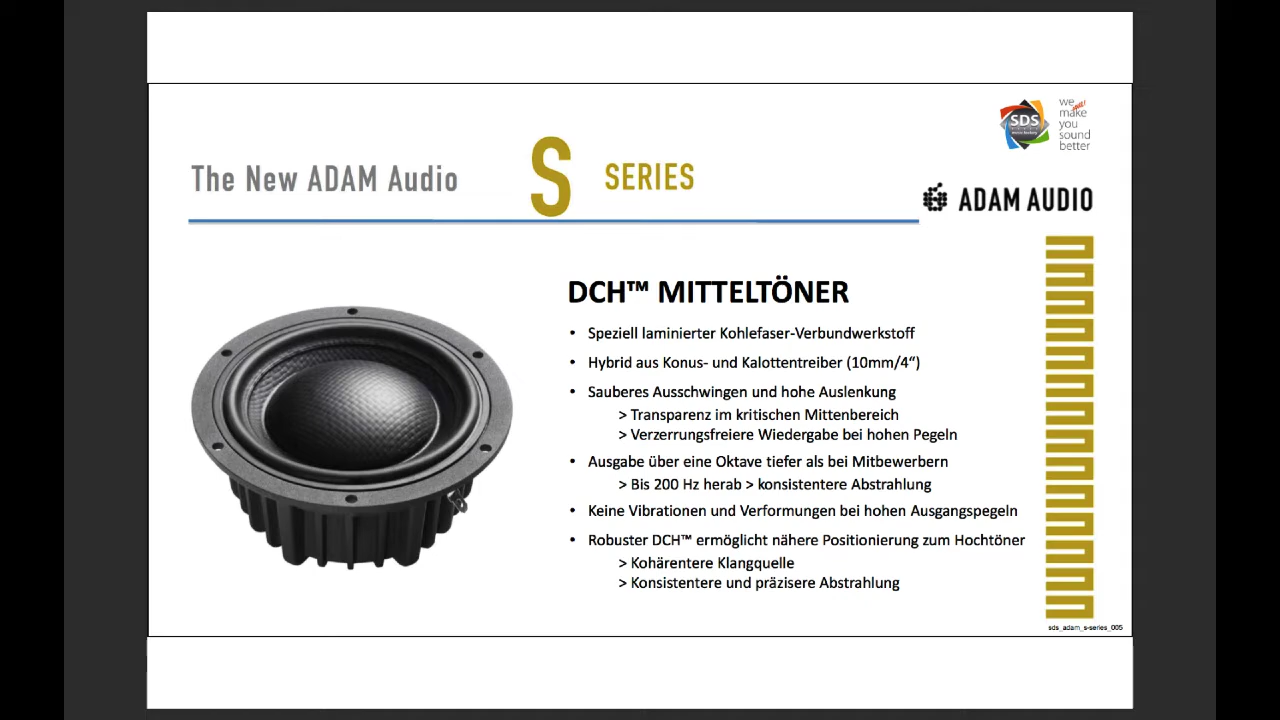 SDS
we all!
make
you
sound
better
The New ADAM Audio S SERIES
ADAM AUDIO
DCH™ MITTELTÖNER
• Speziell laminierter Kohlefaser-Verbundwerkstoff
• Hybrid aus Konus- und Kalottentreiber (10mm/4“)
• Sauberes Ausschwingen und hohe Auslenkung
> Transparenz im kritischen Mittenbereich
> Verzerrungsfreiere Wiedergabe bei hohen Pegeln
• Ausgabe über eine Oktave tiefer als bei Mitbewerbern
> Bis 200 Hz herab > konsistentere Abstrahlung
• Keine Vibrationen und Verformungen bei hohen Ausgangspegeln
• Robuster DCH™ ermöglicht nähere Positionierung zum Hochtöner
> Kohärentere Klangquelle
> Konsistentere und präzisere Abstrahlung
sds_adam_s-series_005